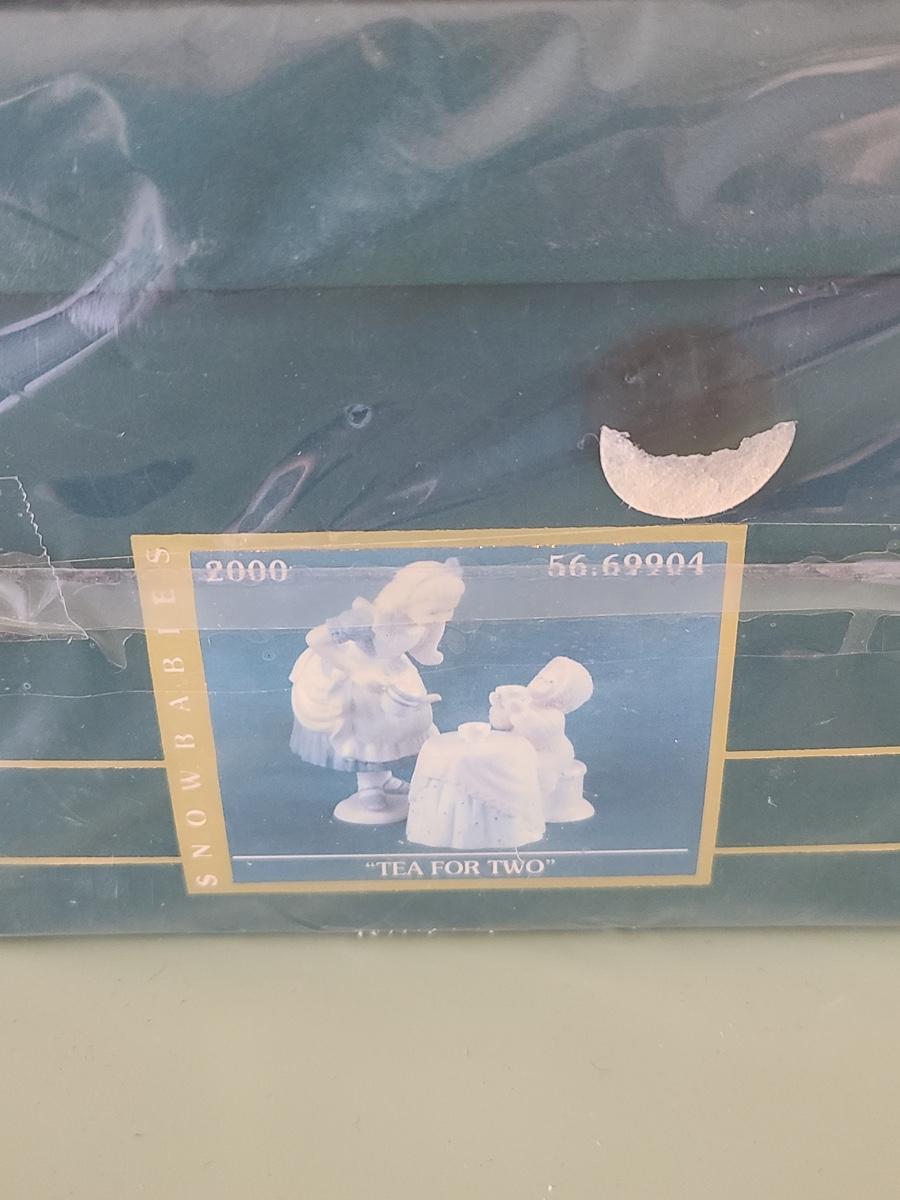 2000 56.69904
SNOWBABIES
"TEA FOR TWO"